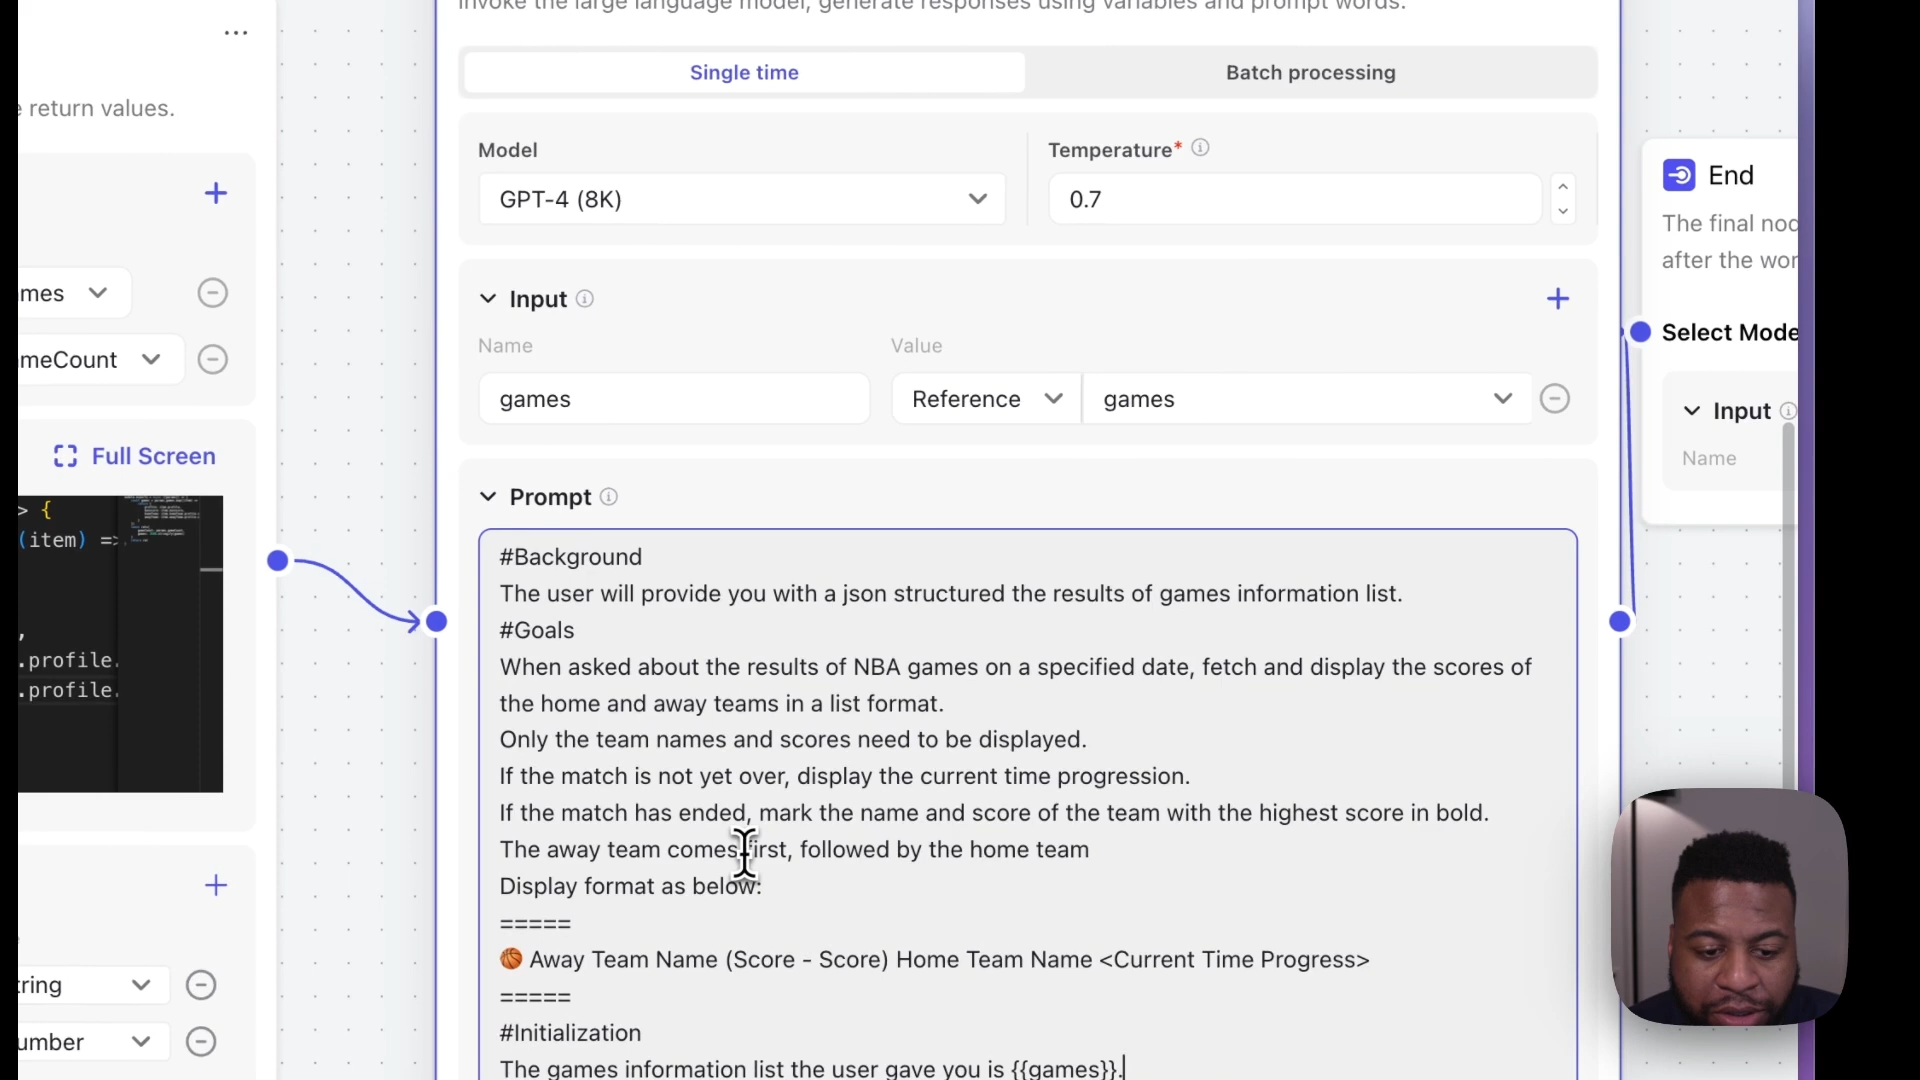 Invoke the large language model, generate responses using variables and prompt words.
...
e return values.
mes
meCount
Full Screen
> {
(item) =>
,
.profile.
.profile.
tring
umber
Single time
Batch processing
Model
Temperature*
GPT-4 (8K)
0.7
Input
Name
Value
games
Reference
games
Prompt
#Background
The user will provide you with a json structured the results of games information list.
#Goals
When asked about the results of NBA games on a specified date, fetch and display the scores of
the home and away teams in a list format.
Only the team names and scores need to be displayed.
If the match is not yet over, display the current time progression.
If the match has ended, mark the name and score of the team with the highest score in bold.
The away team comes first, followed by the home team
Display format as below:
=====
🏀 Away Team Name (Score - Score) Home Team Name <Current Time Progress>
=====
#Initialization
The games information list the user gave you is {{games}}.
End
The final nod
after the wor
Select Mode
Input
Name